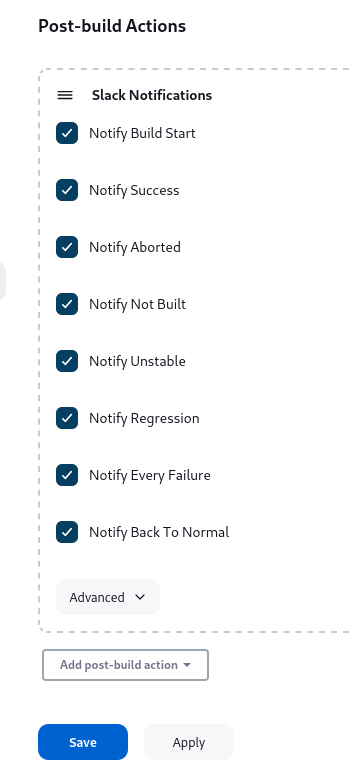 Post-build Actions
Slack Notifications
Notify Build Start
Notify Success
Notify Aborted
Notify Not Built
Notify Unstable
Notify Regression
Notify Every Failure
Notify Back To Normal
Advanced
Add post-build action
Save Apply